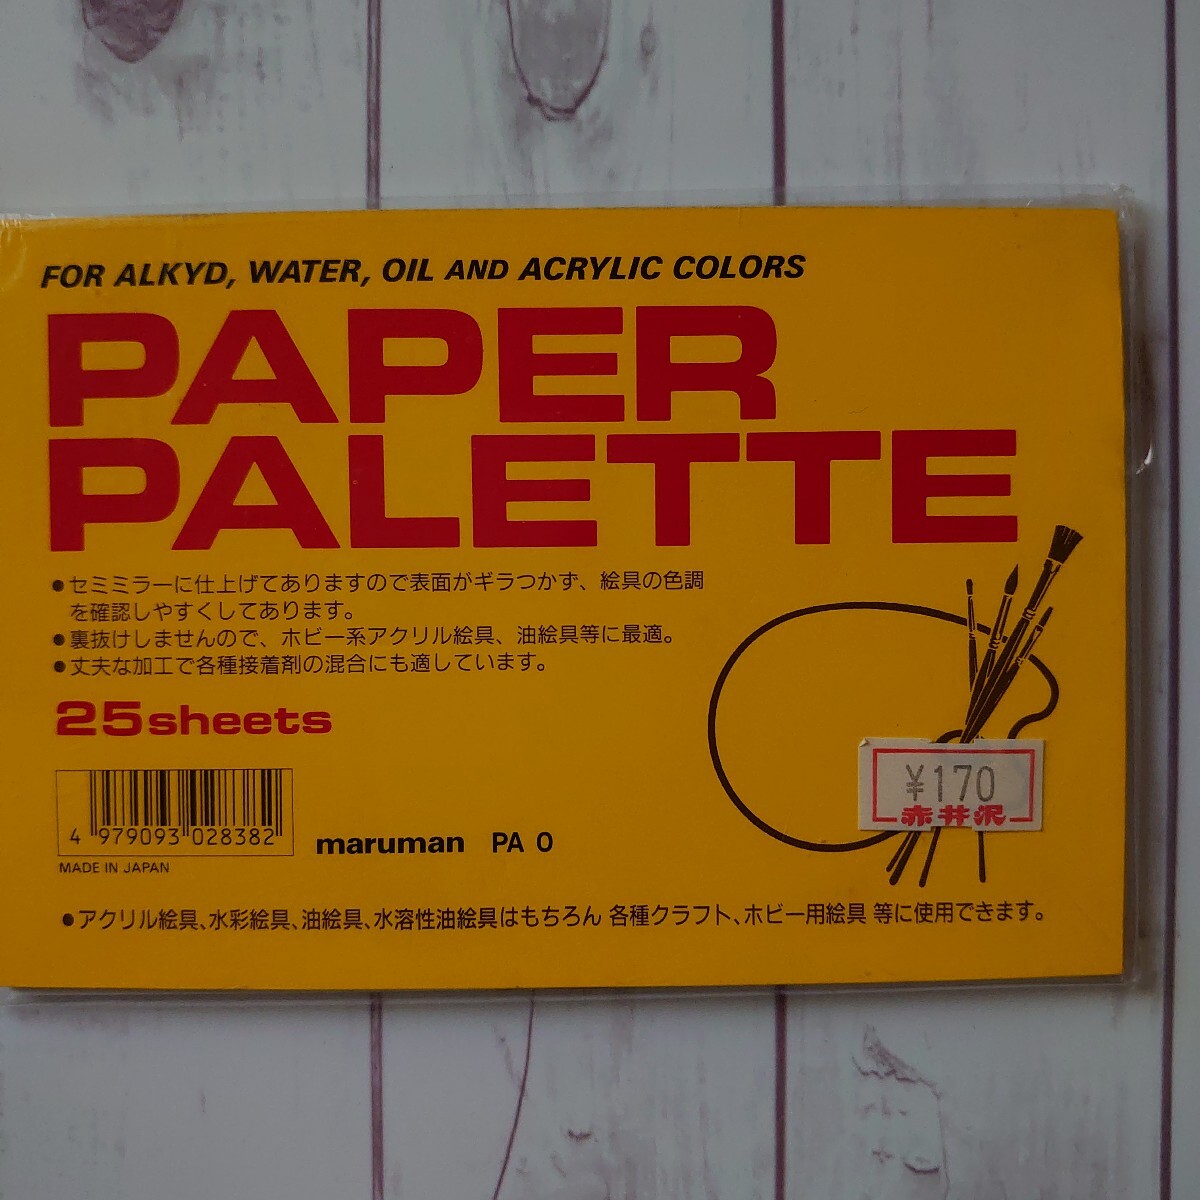 FOR ALKYD, WATER, OIL AND ACRYLIC COLORS
PAPER
PALETTE
●セミミラーに仕上げてありますので表面がギラつかず、絵具の色調
を確認しやすくしてあります。
●裏抜けしませんので、ホビー系アクリル絵具、油絵具等に最適。
●丈夫な加工で各種接着剤の混合にも適しています。
25sheets
¥170
赤井沢
4 979093 028382
maruman PA 0
MADE IN JAPAN
●アクリル絵具、水彩絵具、油絵具、水溶性油絵具はもちろん 各種クラフト、ホビー用絵具 等に使用できます。